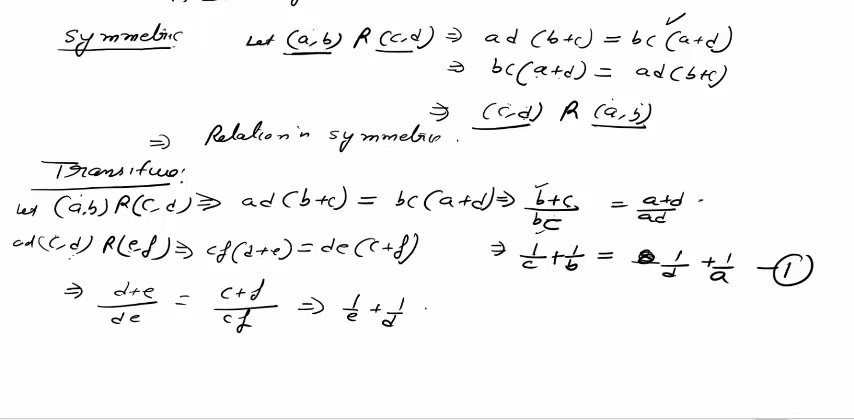 Symmetric Let (a,b) R (c,d) ⇒ ad (b+c) = bc (a+d)
⇒ bc(a+d) = ad(b+c)
⇒ (c,d) R (a,b)
⇒ Relation is symmetric.
Transitive:
Let (a,b) R(c,d) ⇒ ad(b+c) = bc(a+d) ⇒ b+c/bc = a+d/ad
ad(c,d) R(e,f) ⇒ cf(d+e) = de(c+f) ⇒ 1/c + 1/b = 1/d + 1/a —①
⇒ d+e/de = c+f/cf ⇒ 1/e + 1/d